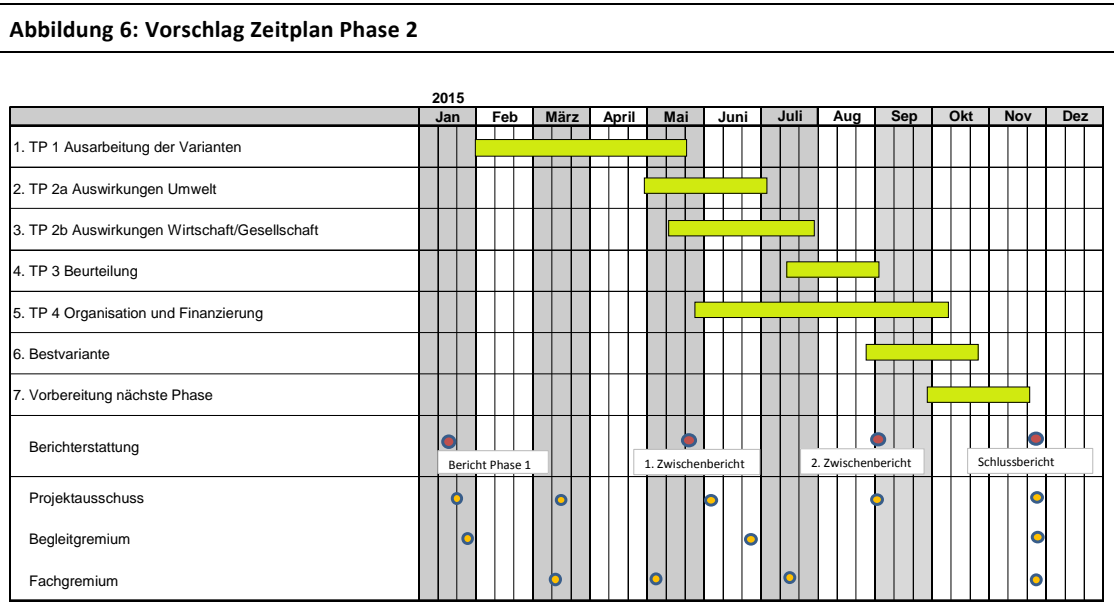 Abbildung 6: Vorschlag Zeitplan Phase 2
2015
Jan Feb März April Mai Juni Juli Aug Sep Okt Nov Dez
1. TP 1 Ausarbeitung der Varianten
2. TP 2a Auswirkungen Umwelt
3. TP 2b Auswirkungen Wirtschaft/Gesellschaft
4. TP 3 Beurteilung
5. TP 4 Organisation und Finanzierung
6. Bestvariante
7. Vorbereitung nächste Phase
Berichterstattung
Bericht Phase 1 1. Zwischenbericht 2. Zwischenbericht Schlussbericht
Projektausschuss
Begleitgremium
Fachgremium